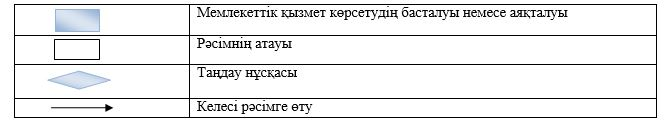 Мемлекеттік қызмет көрсетудің басталуы немесе аяқталуы
Рәсімнің атауы
Таңдау нұсқасы
Келесі рәсімге өту